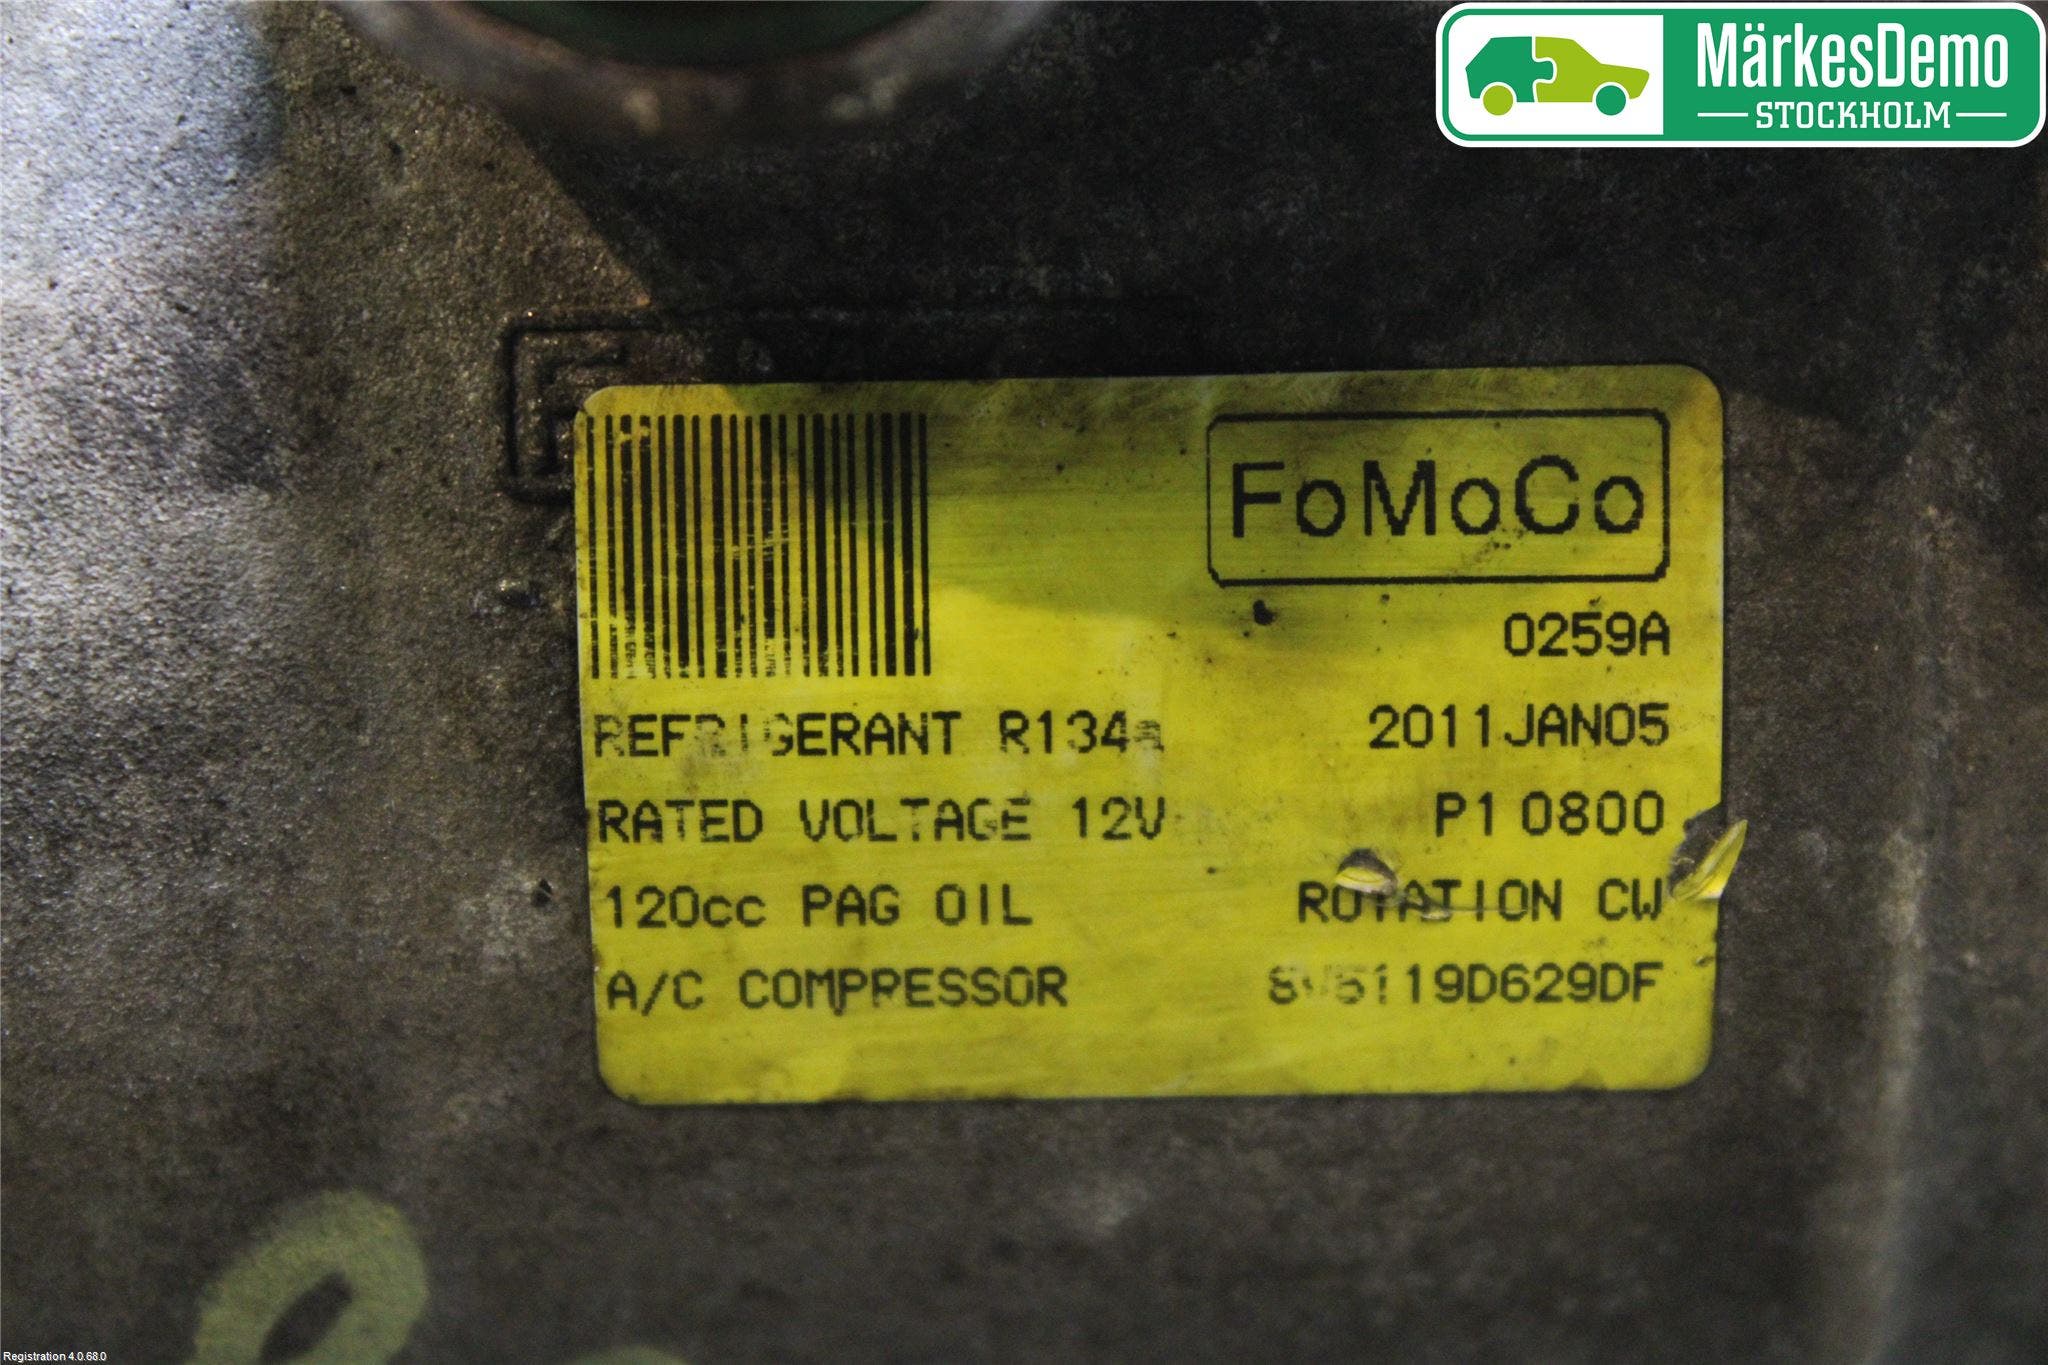 MärkesDemo
STOCKHOLM
FoMoCo
0259A
REFRIGERANT R134a 2011JAN05
RATED VOLTAGE 12V P1 0800
120cc PAG OIL ROTATION CW
A/C COMPRESSOR
Registration 4.0.68.0